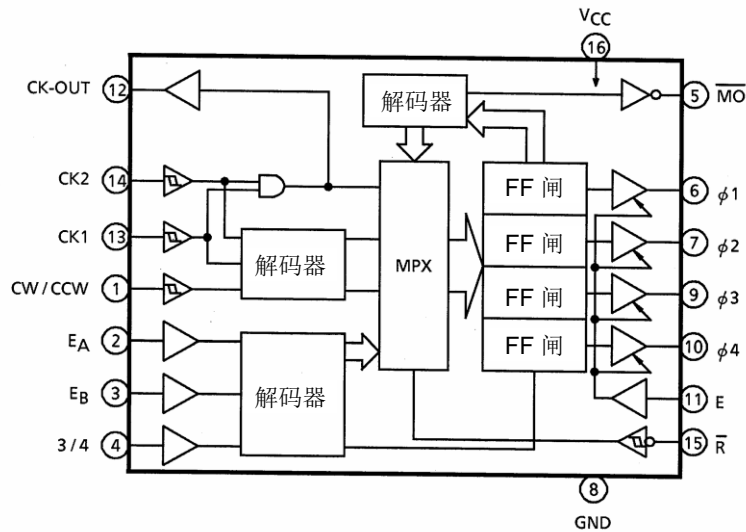 VCC
16
CK-OUT 12
解码器
5 MO
CK2 14
FF 闸
6 ϕ1
CK1 13
FF 闸
7 ϕ2
解码器
MPX
CW/CCW 1
FF 闸
9 ϕ3
EA 2
FF 闸
10 ϕ4
EB 3
解码器
11 E
3/4 4
15 R
8
GND